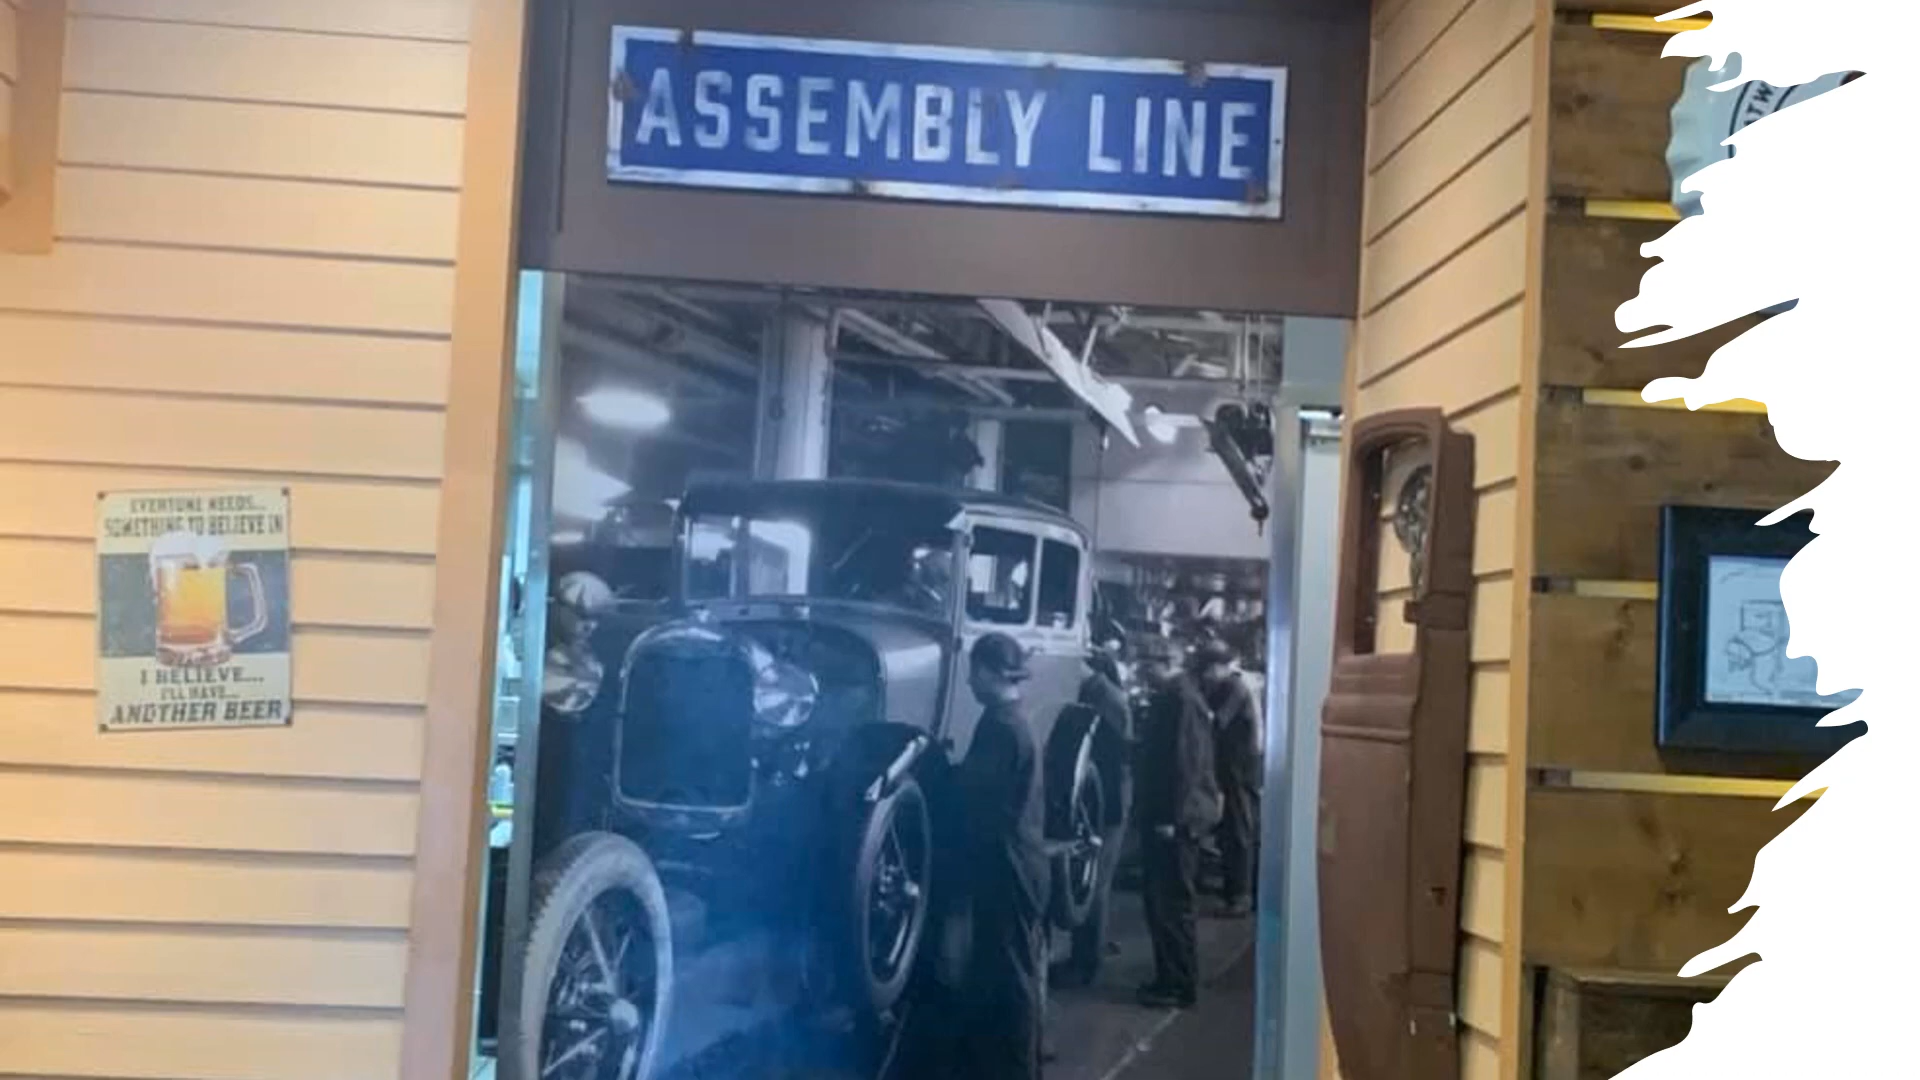 ASSEMBLY LINE
EVERYONE NEEDS...
SOMETHING TO BELIEVE IN
I BELIEVE...
I'LL HAVE...
ANOTHER BEER